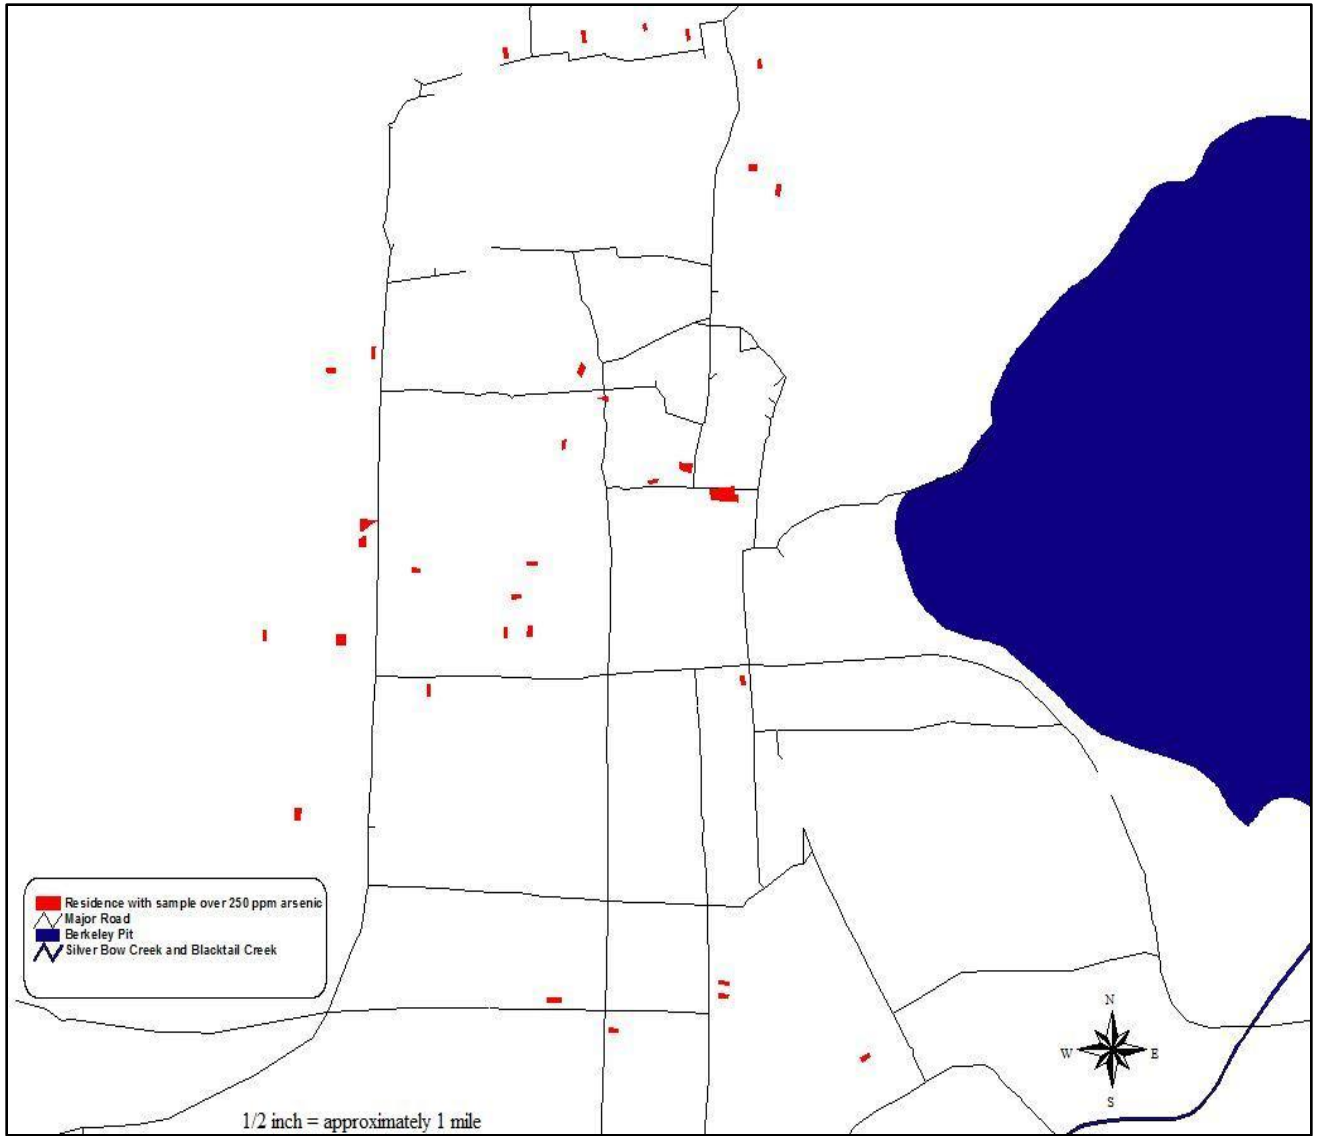 Residence with sample over 250 ppm arsenic
Major Road
Berkeley Pit
Silver Bow Creek and Blacktail Creek
N
W E
S
1/2 inch = approximately 1 mile